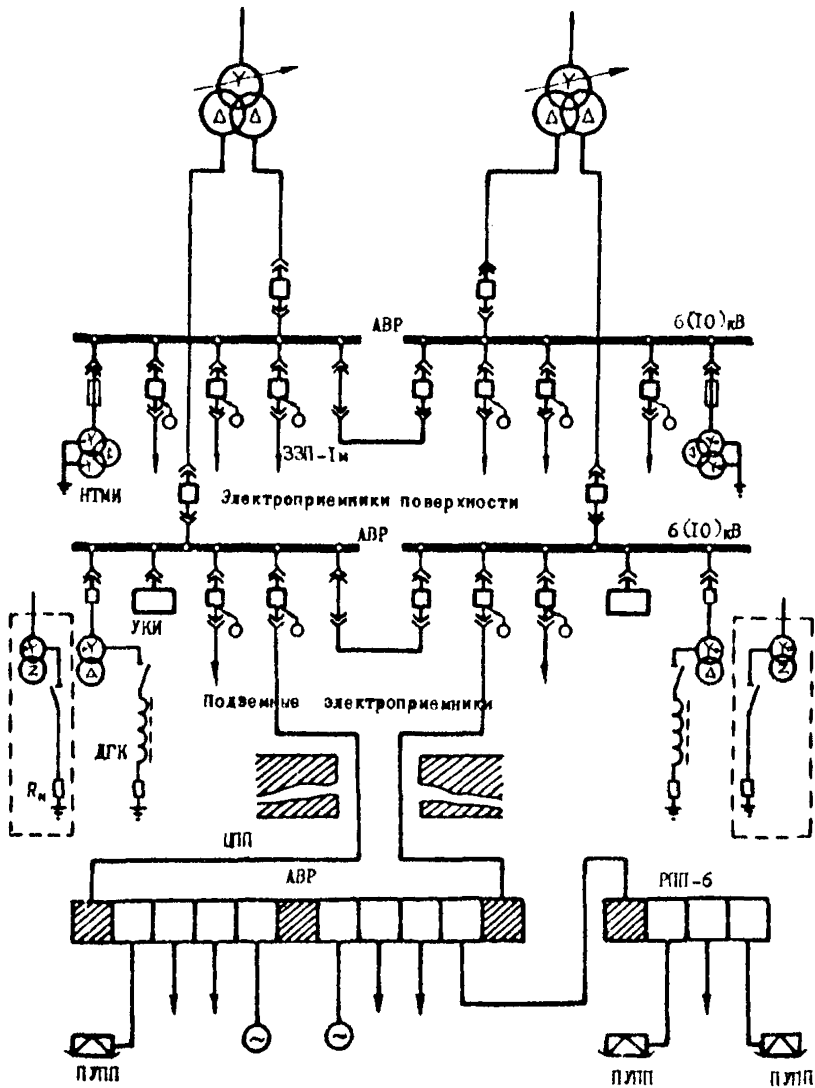 АВР
6(10)кВ
ЗЗП-1м
НТМИ
Электроприемники поверхности
АВР
6(10)кВ
УКИ
Подземные электроприемники
ДГК
Rн
ЦПП
АВР
РПП-6
ПУПП
ПУПП
ПУПП